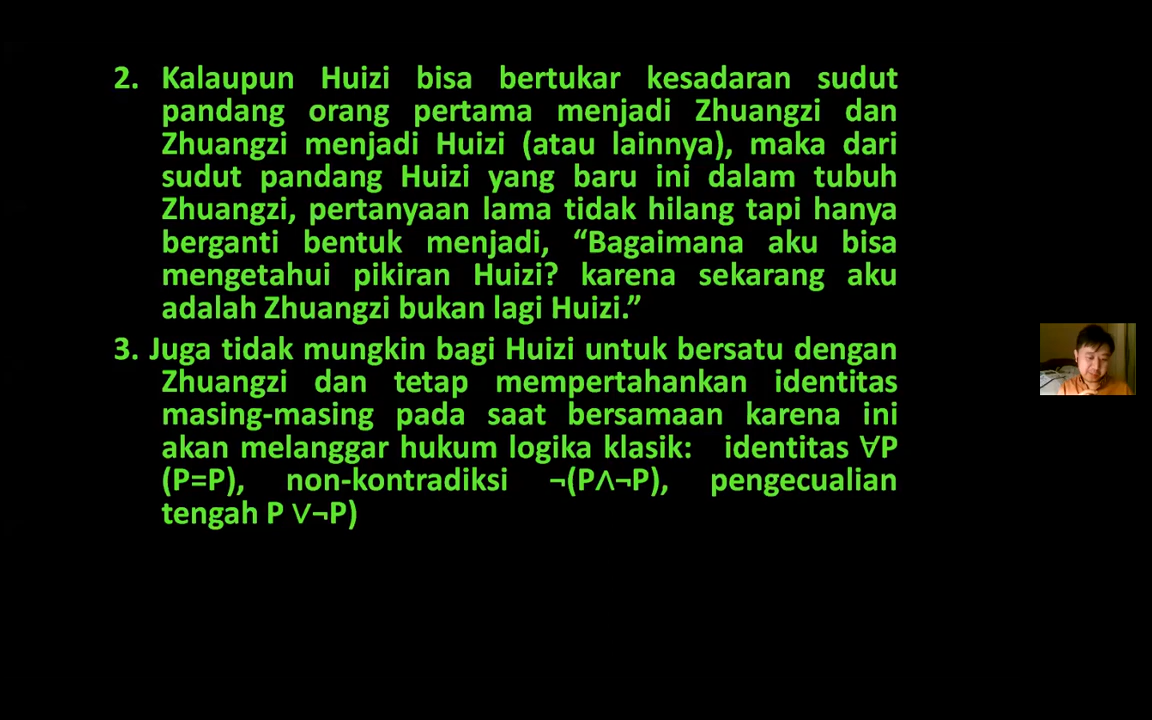 2. Kalaupun Huizi bisa bertukar kesadaran sudut
pandang orang pertama menjadi Zhuangzi dan
Zhuangzi menjadi Huizi (atau lainnya), maka dari
sudut pandang Huizi yang baru ini dalam tubuh
Zhuangzi, pertanyaan lama tidak hilang tapi hanya
berganti bentuk menjadi, “Bagaimana aku bisa
mengetahui pikiran Huizi? karena sekarang aku
adalah Zhuangzi bukan lagi Huizi.”
3. Juga tidak mungkin bagi Huizi untuk bersatu dengan
Zhuangzi dan tetap mempertahankan identitas
masing-masing pada saat bersamaan karena ini
akan melanggar hukum logika klasik: identitas ∀P
(P=P), non-kontradiksi ¬(P∧¬P), pengecualian
tengah P ∨¬P)